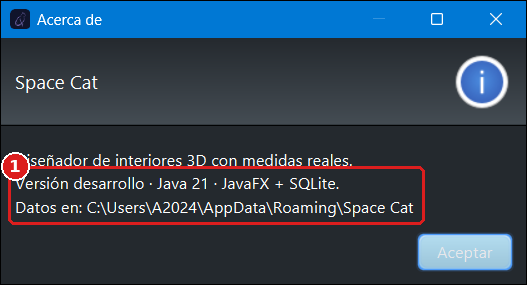 Acerca de
Space Cat
i
1
iseñador de interiores 3D con medidas reales.
Versión desarrollo · Java 21 · JavaFX + SQLite.
Datos en: C:\Users\A2024\AppData\Roaming\Space Cat
Aceptar